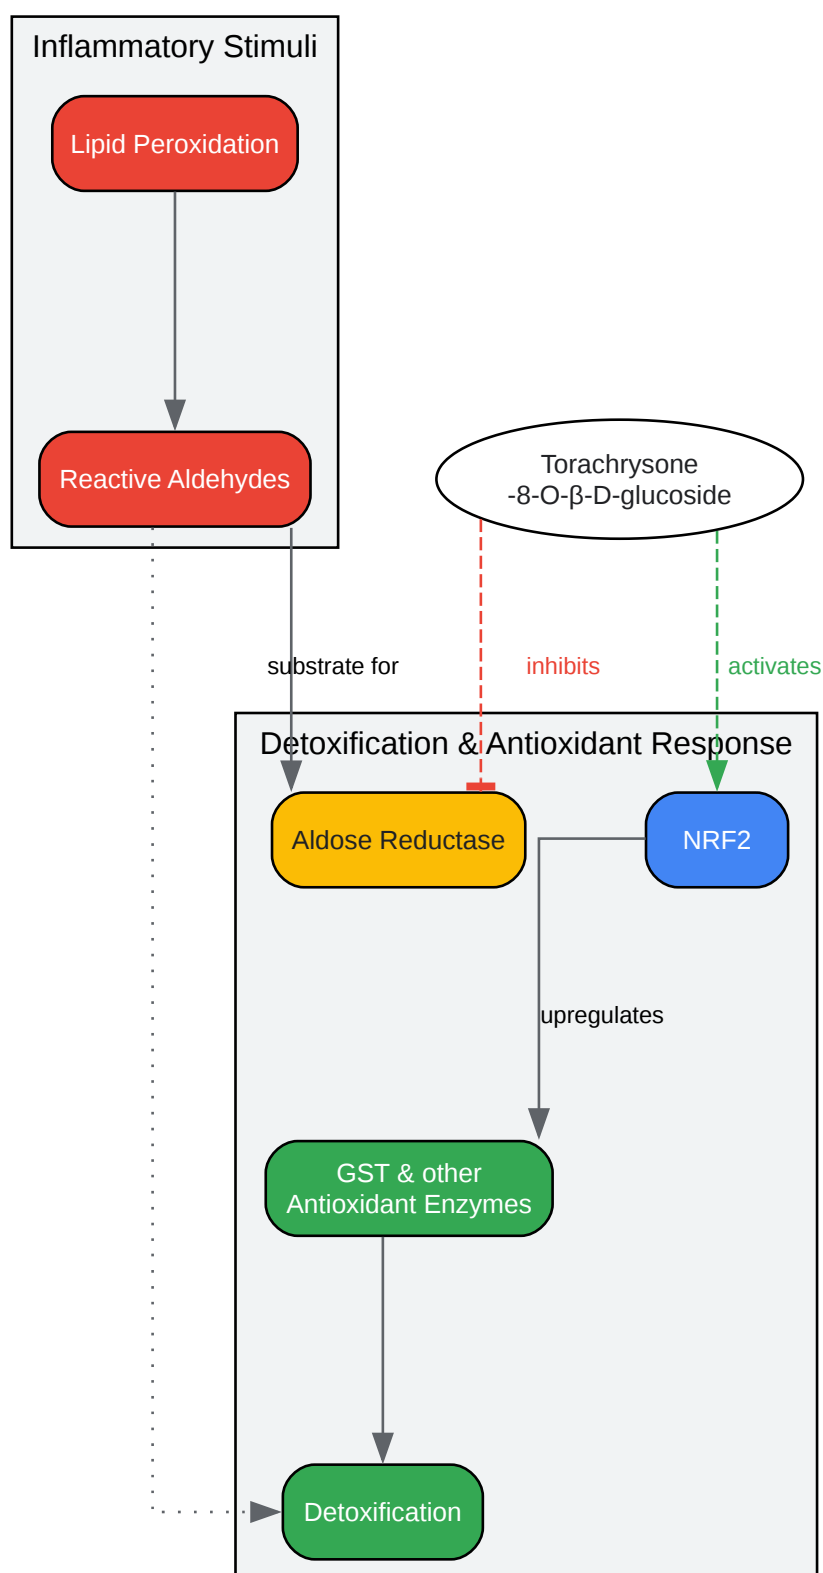 Inflammatory Stimuli
Lipid Peroxidation
Reactive Aldehydes
Torachrysone
-8-O-β-D-glucoside
substrate for
inhibits
activates
Detoxification & Antioxidant Response
Aldose Reductase
NRF2
upregulates
GST & other
Antioxidant Enzymes
Detoxification